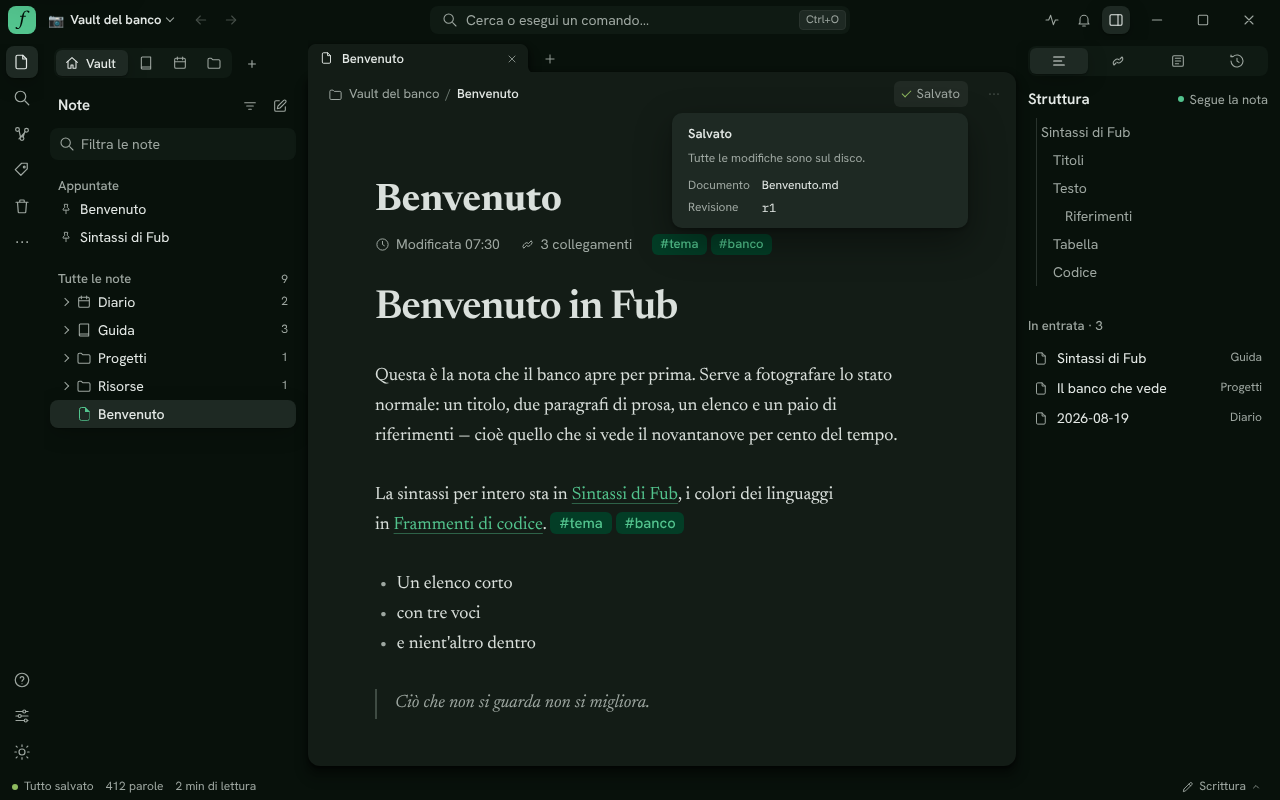 f
Vault del banco
Cerca o esegui un comando…
Ctrl+O
Vault
Note
Filtra le note
Appuntate
Benvenuto
Sintassi di Fub
Tutte le note 9
Diario 2
Guida 3
Progetti 1
Risorse 1
Benvenuto
Benvenuto
Vault del banco / Benvenuto
Salvato
Salvato
Tutte le modifiche sono sul disco.
Documento Benvenuto.md
Revisione r1
Benvenuto
Modificata 07:30 3 collegamenti #tema #banco
Benvenuto in Fub
Questa è la nota che il banco apre per prima. Serve a fotografare lo stato
normale: un titolo, due paragrafi di prosa, un elenco e un paio di
riferimenti — cioè quello che si vede il novantanove per cento del tempo.
La sintassi per intero sta in Sintassi di Fub, i colori dei linguaggi
in Frammenti di codice. #tema #banco
• Un elenco corto
• con tre voci
• e nient'altro dentro
Ciò che non si guarda non si migliora.
Struttura
Segue la nota
Sintassi di Fub
Titoli
Testo
Riferimenti
Tabella
Codice
In entrata · 3
Sintassi di Fub Guida
Il banco che vede Progetti
2026-08-19 Diario
Tutto salvato 412 parole 2 min di lettura
Scrittura